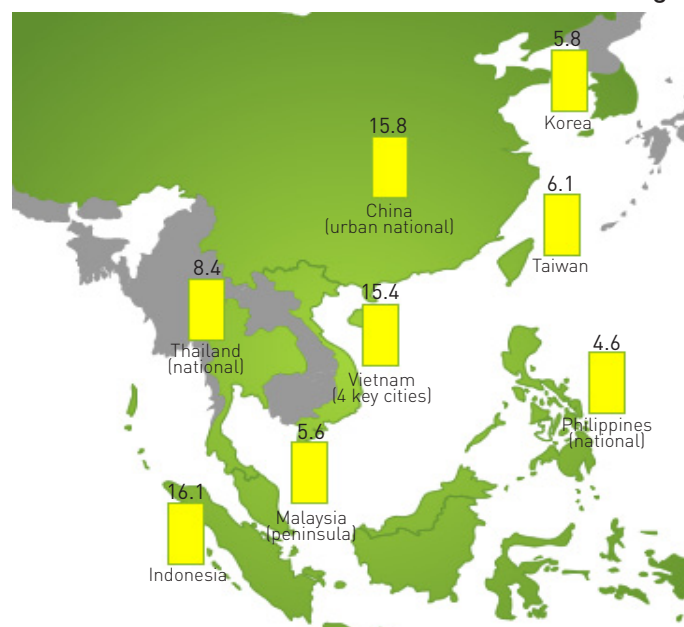 g
5.8
Korea
15.8
China
(urban national)
6.1
Taiwan
8.4
Thailand
(national)
15.4
Vietnam
(4 key cities)
4.6
Philippines
(national)
5.6
Malaysia
(peninsula)
16.1
Indonesia